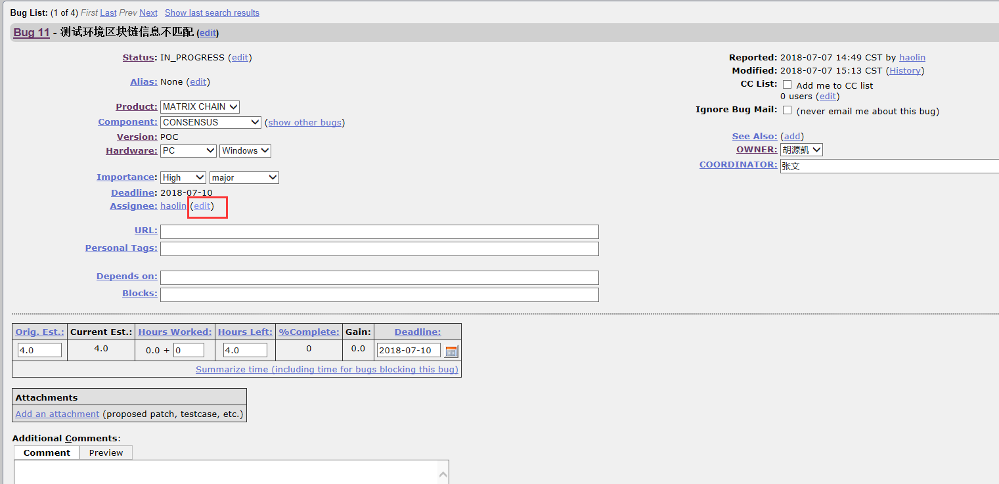 Bug List: (1 of 4) First Last Prev Next Show last search results
Bug 11 - 测试环境区块链信息不匹配 (edit)
Status: IN_PROGRESS (edit)
Alias: None (edit)
Product: MATRIX CHAIN
Component: CONSENSUS (show other bugs)
Version: POC
Hardware: PC Windows
Importance: High major
Deadline: 2018-07-10
Assignee: haolin (edit)
URL:
Personal Tags:
Depends on:
Blocks:
Reported: 2018-07-07 14:49 CST by haolin
Modified: 2018-07-07 15:13 CST (History)
CC List: Add me to CC list
0 users (edit)
Ignore Bug Mail: (never email me about this bug)
See Also: (add)
OWNER: 胡源凯
COORDINATOR: 张文
Orig. Est.: Current Est.: Hours Worked: Hours Left: %Complete: Gain: Deadline:
4.0 4.0 0.0 + 0 4.0 0 0.0 2018-07-10
Summarize time (including time for bugs blocking this bug)
Attachments
Add an attachment (proposed patch, testcase, etc.)
Additional Comments:
Comment Preview